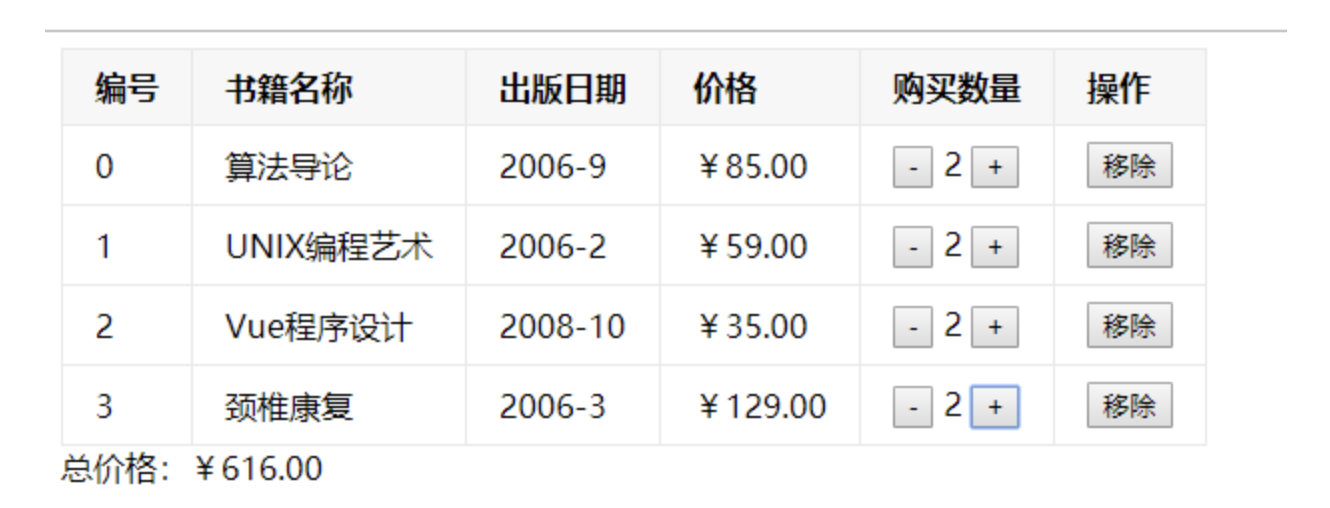 编号 书籍名称 出版日期 价格 购买数量 操作
0 算法导论 2006-9 ￥85.00 - 2 + 移除
1 UNIX编程艺术 2006-2 ￥59.00 - 2 + 移除
2 Vue程序设计 2008-10 ￥35.00 - 2 + 移除
3 颈椎康复 2006-3 ￥129.00 - 2 + 移除
总价格：￥616.00